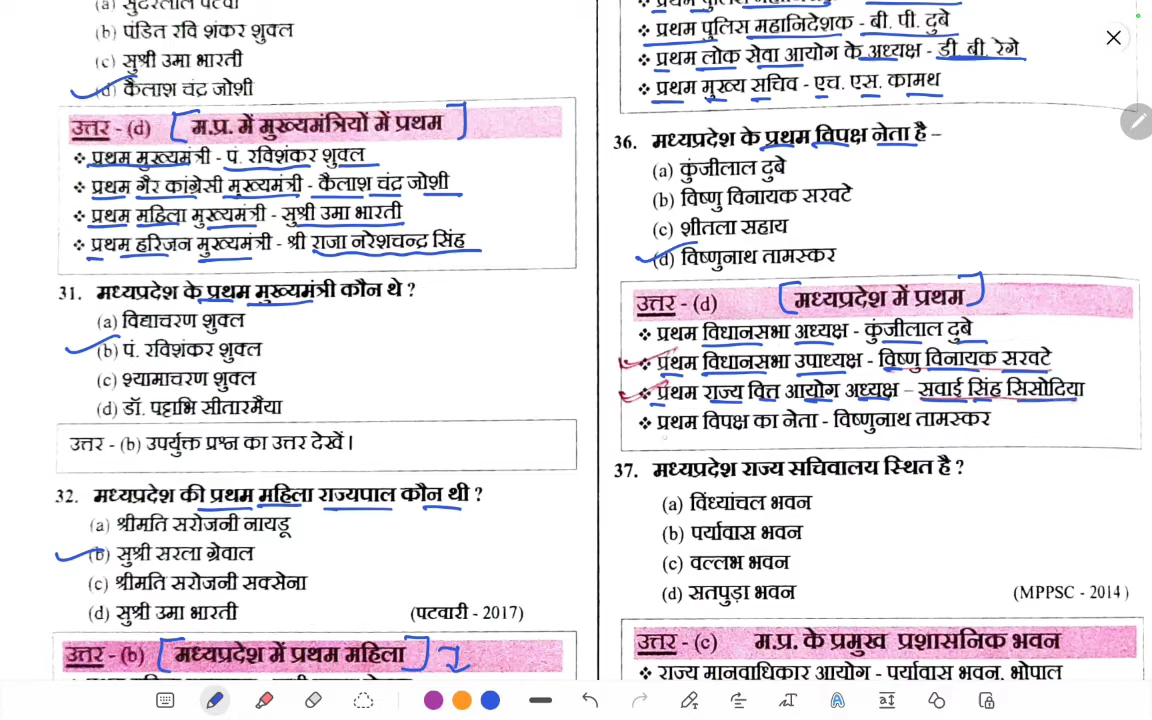 (a) सुंदरलाल पटवा
(b) पंडित रवि शंकर शुक्ल
(c) सुश्री उमा भारती
(d) कैलाश चंद्र जोशी
उत्तर - (d) म.प्र. में मुख्यमंत्रियों में प्रथम
❖ प्रथम मुख्यमंत्री - पं. रविशंकर शुक्ल
❖ प्रथम गैर कांग्रेसी मुख्यमंत्री - कैलाश चंद्र जोशी
❖ प्रथम महिला मुख्यमंत्री - सुश्री उमा भारती
❖ प्रथम हरिजन मुख्यमंत्री - श्री राजा नरेशचन्द्र सिंह
31. मध्यप्रदेश के प्रथम मुख्यमंत्री कौन थे ?
(a) विद्याचरण शुक्ल
(b) पं. रविशंकर शुक्ल
(c) श्यामाचरण शुक्ल
(d) डॉ. पट्टाभि सीतारमैया
उत्तर - (b) उपर्युक्त प्रश्न का उत्तर देखें।
32. मध्यप्रदेश की प्रथम महिला राज्यपाल कौन थी ?
(a) श्रीमति सरोजनी नायडू
(b) सुश्री सरला ग्रेवाल
(c) श्रीमति सरोजनी सक्सेना
(d) सुश्री उमा भारती (पटवारी - 2017)
उत्तर - (b) मध्यप्रदेश में प्रथम महिला
❖ प्रथम पुलिस महानिदेशक - बी. पी. दुबे
❖ प्रथम लोक सेवा आयोग के अध्यक्ष - डी. बी. रेगे
❖ प्रथम मुख्य सचिव - एच. एस. कामथ
36. मध्यप्रदेश के प्रथम विपक्ष नेता है –
(a) कुंजीलाल दुबे
(b) विष्णु विनायक सरवटे
(c) शीतला सहाय
(d) विष्णुनाथ तामस्कर
उत्तर - (d) मध्यप्रदेश में प्रथम
❖ प्रथम विधानसभा अध्यक्ष - कुंजीलाल दुबे
❖ प्रथम विधानसभा उपाध्यक्ष - विष्णु विनायक सरवटे
❖ प्रथम राज्य वित्त आयोग अध्यक्ष – सवाई सिंह सिसोदिया
❖ प्रथम विपक्ष का नेता - विष्णुनाथ तामस्कर
37. मध्यप्रदेश राज्य सचिवालय स्थित है ?
(a) विंध्यांचल भवन
(b) पर्यावास भवन
(c) वल्लभ भवन
(d) सतपुड़ा भवन (MPPSC - 2014)
उत्तर - (c) म.प्र. के प्रमुख प्रशासनिक भवन
❖ राज्य मानवाधिकार आयोग - पर्यावास भवन, भोपाल